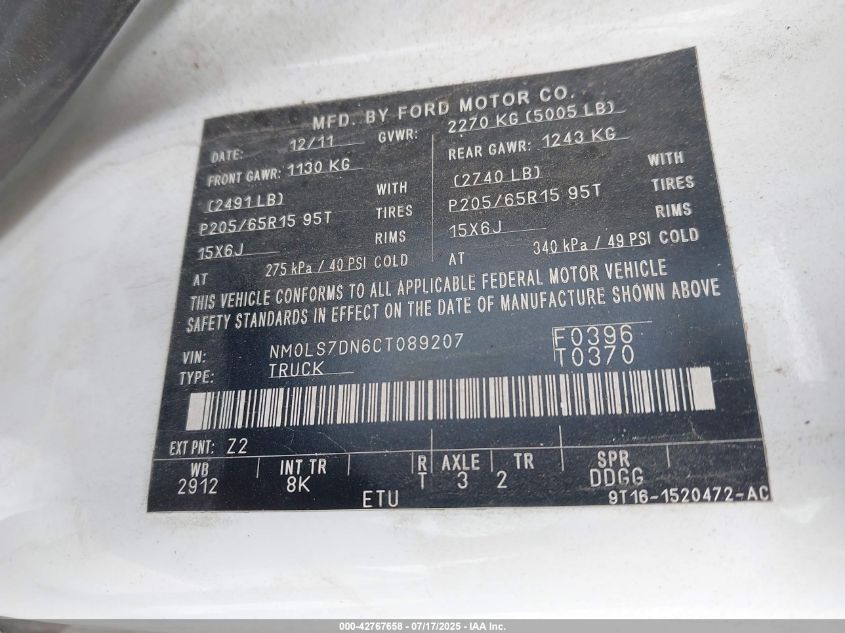 MFD. BY FORD MOTOR CO.
DATE: 12/11 GVWR: 2270 KG (5005 LB)
FRONT GAWR: 1130 KG REAR GAWR: 1243 KG
(2491 LB) WITH (2740 LB) WITH
P205/65R15 95T TIRES P205/65R15 95T TIRES
15X6J RIMS 15X6J RIMS
AT 275 kPa / 40 PSI COLD AT 340 kPa / 49 PSI COLD
THIS VEHICLE CONFORMS TO ALL APPLICABLE FEDERAL MOTOR VEHICLE
SAFETY STANDARDS IN EFFECT ON THE DATE OF MANUFACTURE SHOWN ABOVE
VIN: NM0LS7DN6CT089207 F0396
TYPE: TRUCK T0370
EXT PNT: Z2
WB INT TR R AXLE TR SPR
2912 8K T 3 2 DDGG
ETU 9T16-1520472-AC
000-42767658 - 07/17/2025 - IAA Inc.